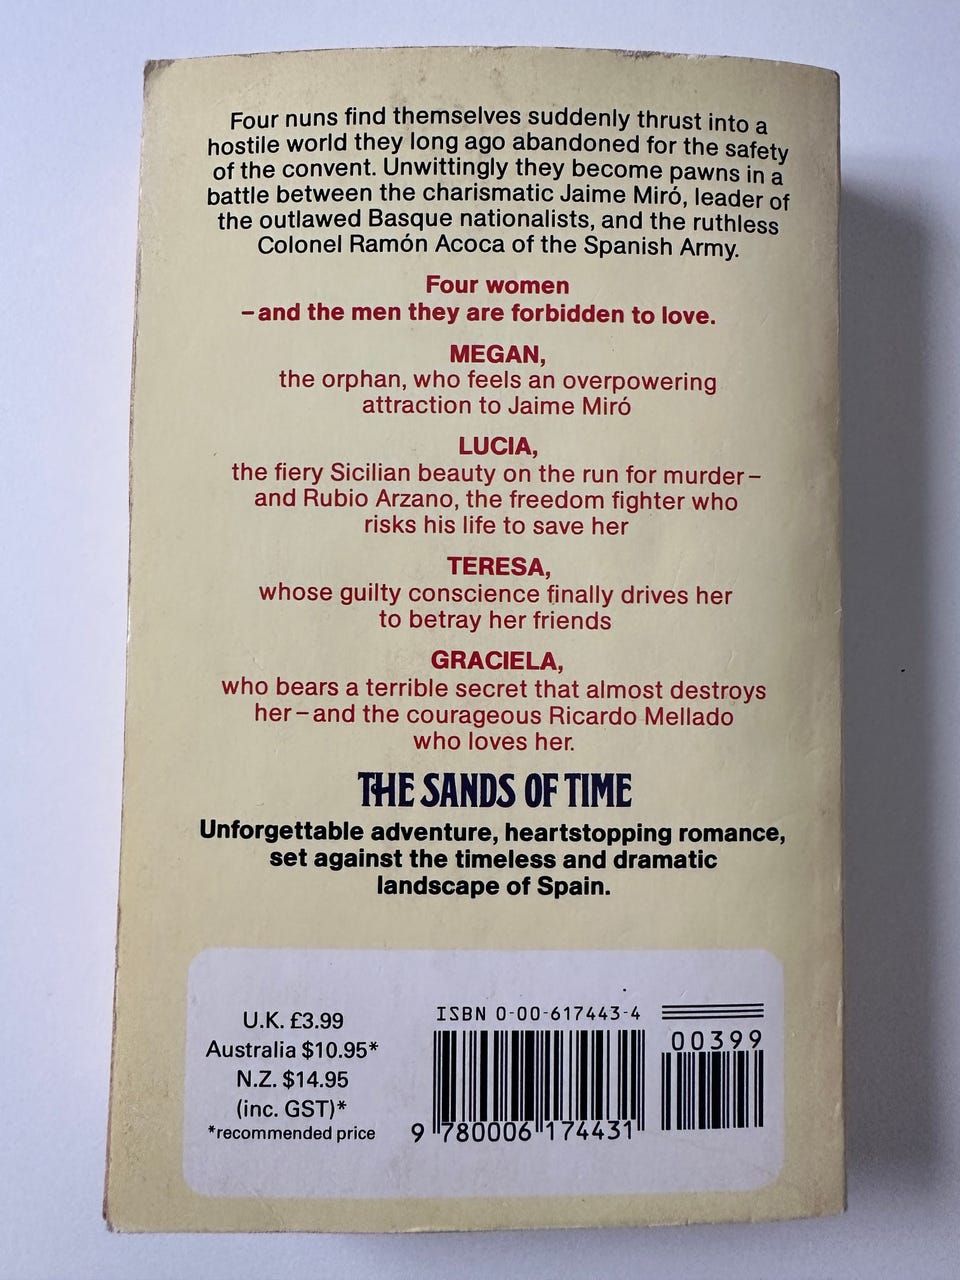 Four nuns find themselves suddenly thrust into a
hostile world they long ago abandoned for the safety
of the convent. Unwittingly they become pawns in a
battle between the charismatic Jaime Miró, leader of
the outlawed Basque nationalists, and the ruthless
Colonel Ramón Acoca of the Spanish Army.
Four women
–and the men they are forbidden to love.
MEGAN,
the orphan, who feels an overpowering
attraction to Jaime Miró
LUCIA,
the fiery Sicilian beauty on the run for murder–
and Rubio Arzano, the freedom fighter who
risks his life to save her
TERESA,
whose guilty conscience finally drives her
to betray her friends
GRACIELA,
who bears a terrible secret that almost destroys
her–and the courageous Ricardo Mellado
who loves her.
THE SANDS OF TIME
Unforgettable adventure, heartstopping romance,
set against the timeless and dramatic
landscape of Spain.
U.K. £3.99
Australia $10.95*
N.Z. $14.95
(inc. GST)*
*recommended price
ISBN 0-00-617443-4
00399
9 780006 174431